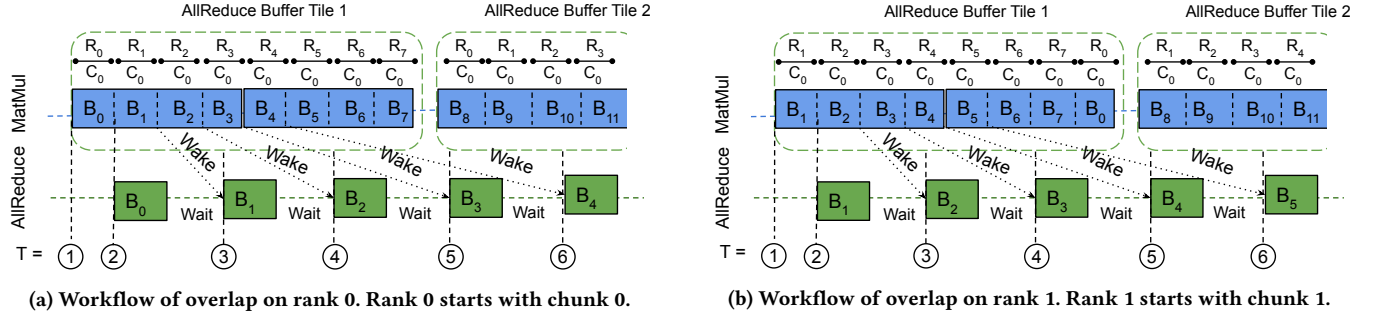 AllReduce Buffer Tile 1 AllReduce Buffer Tile 2
R0 R1 R2 R3 R4 R5 R6 R7 R0 R1 R2 R3
C0 C0 C0 C0 C0 C0 C0 C0 C0 C0 C0 C0
MatMul
B0 B1 B2 B3 B4 B5 B6 B7 B8 B9 B10 B11
Wake Wake Wake Wake
AllReduce
B0 Wait B1 Wait B2 Wait B3 Wait B4
T = 1 2 3 4 5 6
(a) Workflow of overlap on rank 0. Rank 0 starts with chunk 0.
AllReduce Buffer Tile 1 AllReduce Buffer Tile 2
R1 R2 R3 R4 R5 R6 R7 R0 R1 R2 R3 R4
C0 C0 C0 C0 C0 C0 C0 C0 C0 C0 C0 C0
MatMul
B1 B2 B3 B4 B5 B6 B7 B0 B8 B9 B10 B11
Wake Wake Wake Wake
AllReduce
B1 Wait B2 Wait B3 Wait B4 Wait B5
T = 1 2 3 4 5 6
(b) Workflow of overlap on rank 1. Rank 1 starts with chunk 1.